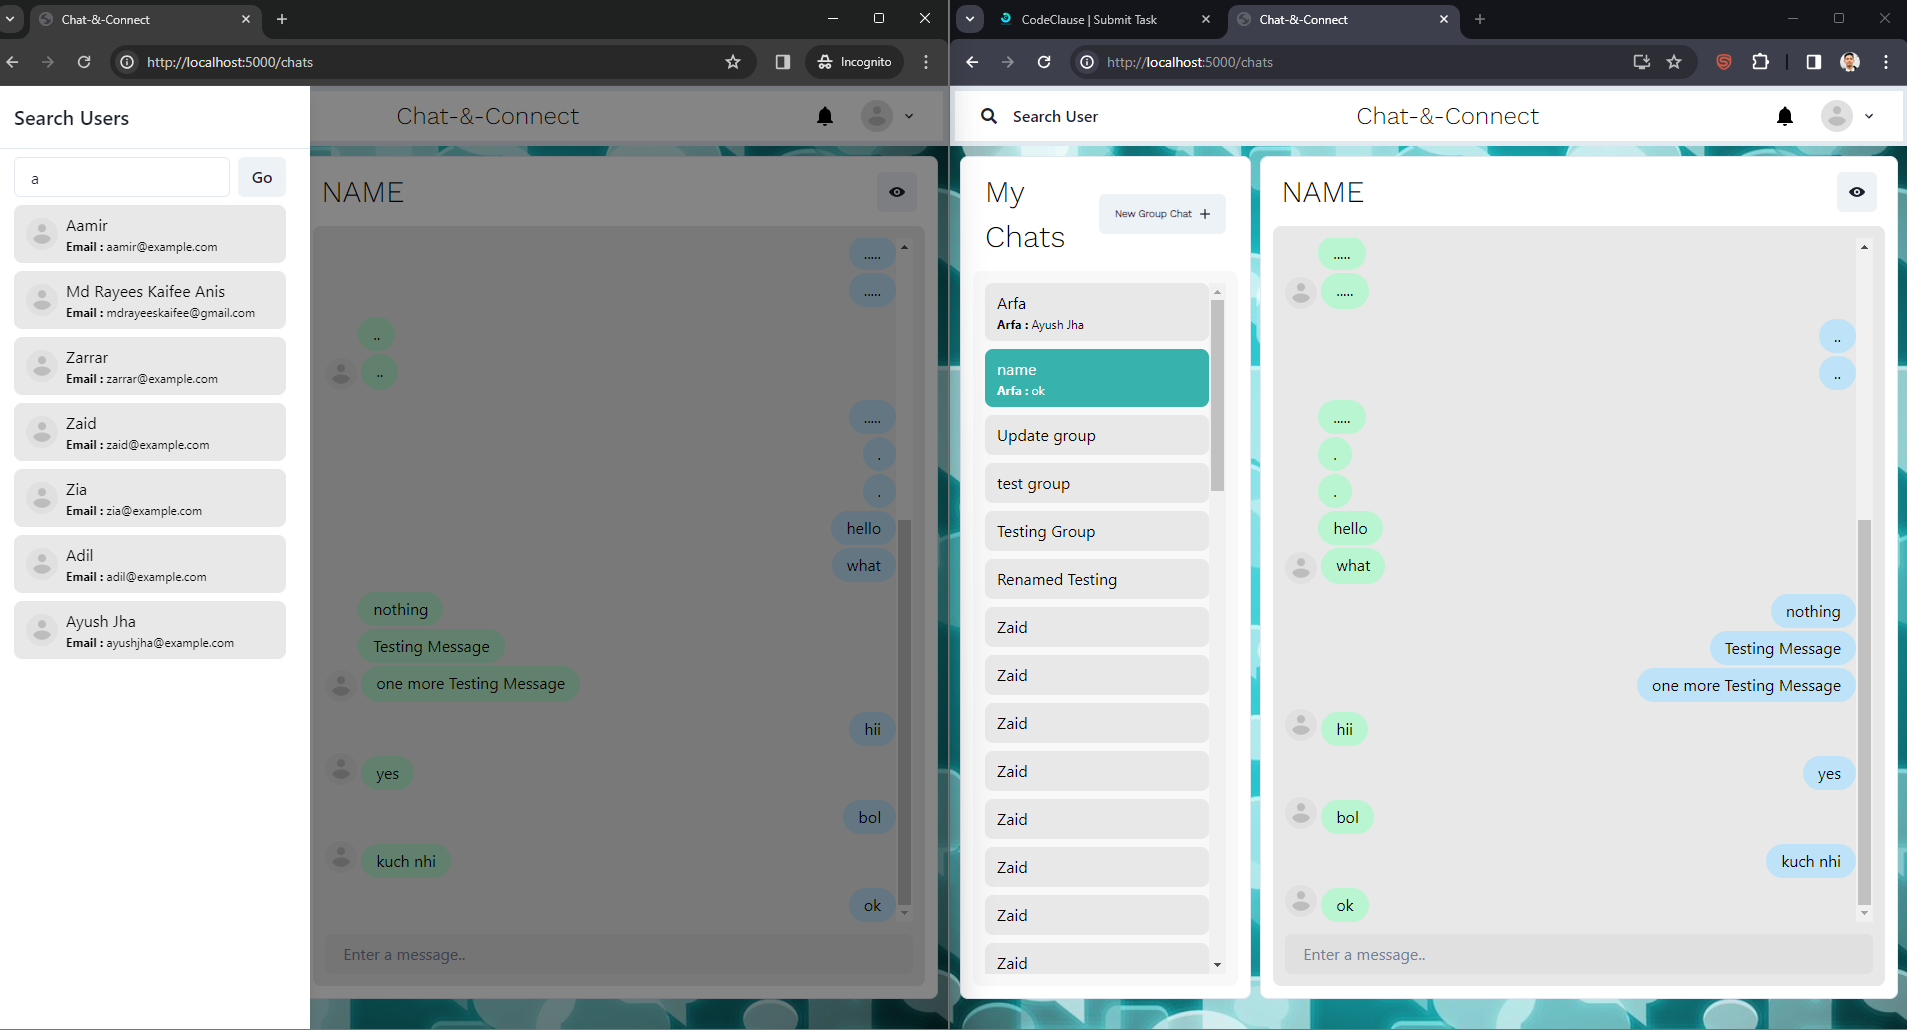 Chat-&-Connect
http://localhost:5000/chats
Incognito
Search Users
a
Go
Aamir
Email : aamir@example.com
Md Rayees Kaifee Anis
Email : mdrayeeskaifee@gmail.com
Zarrar
Email : zarrar@example.com
Zaid
Email : zaid@example.com
Zia
Email : zia@example.com
Adil
Email : adil@example.com
Ayush Jha
Email : ayushjha@example.com
Chat-&-Connect
NAME
.....
.....
..
..
.....
.
.
hello
what
nothing
Testing Message
one more Testing Message
hii
yes
bol
kuch nhi
ok
Enter a message..
CodeClause | Submit Task
Chat-&-Connect
http://localhost:5000/chats
Search User
Chat-&-Connect
My
Chats
New Group Chat +
Arfa
Arfa : Ayush Jha
name
Arfa : ok
Update group
test group
Testing Group
Renamed Testing
Zaid
Zaid
Zaid
Zaid
Zaid
Zaid
Zaid
Zaid
NAME
.....
.....
..
..
.....
.
.
hello
what
nothing
Testing Message
one more Testing Message
hii
yes
bol
kuch nhi
ok
Enter a message..